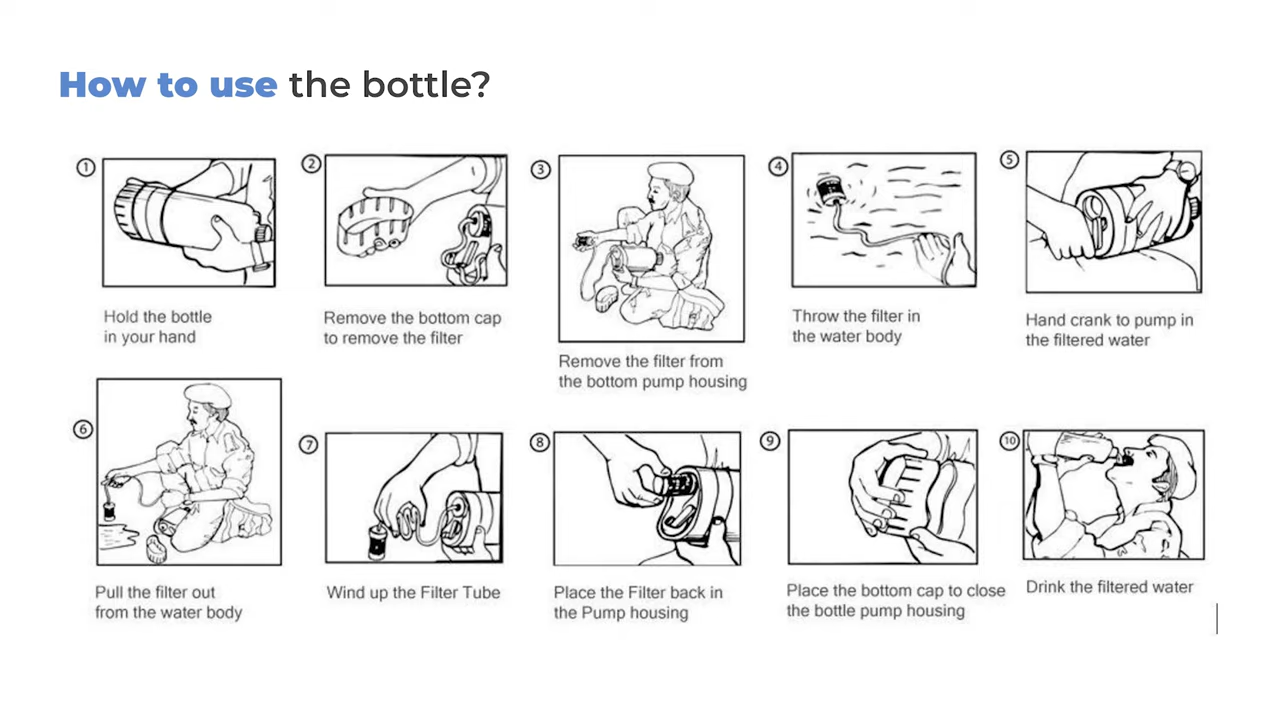 How to use the bottle?
1
Hold the bottle
in your hand
2
Remove the bottom cap
to remove the filter
3
Remove the filter from
the bottom pump housing
4
Throw the filter in
the water body
5
Hand crank to pump in
the filtered water
6
Pull the filter out
from the water body
7
Wind up the Filter Tube
8
Place the Filter back in
the Pump housing
9
Place the bottom cap to close
the bottle pump housing
10
Drink the filtered water